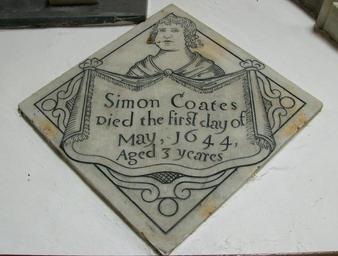 Simon Coates
Died the first day of
May, 1644,
Aged 3 yeares